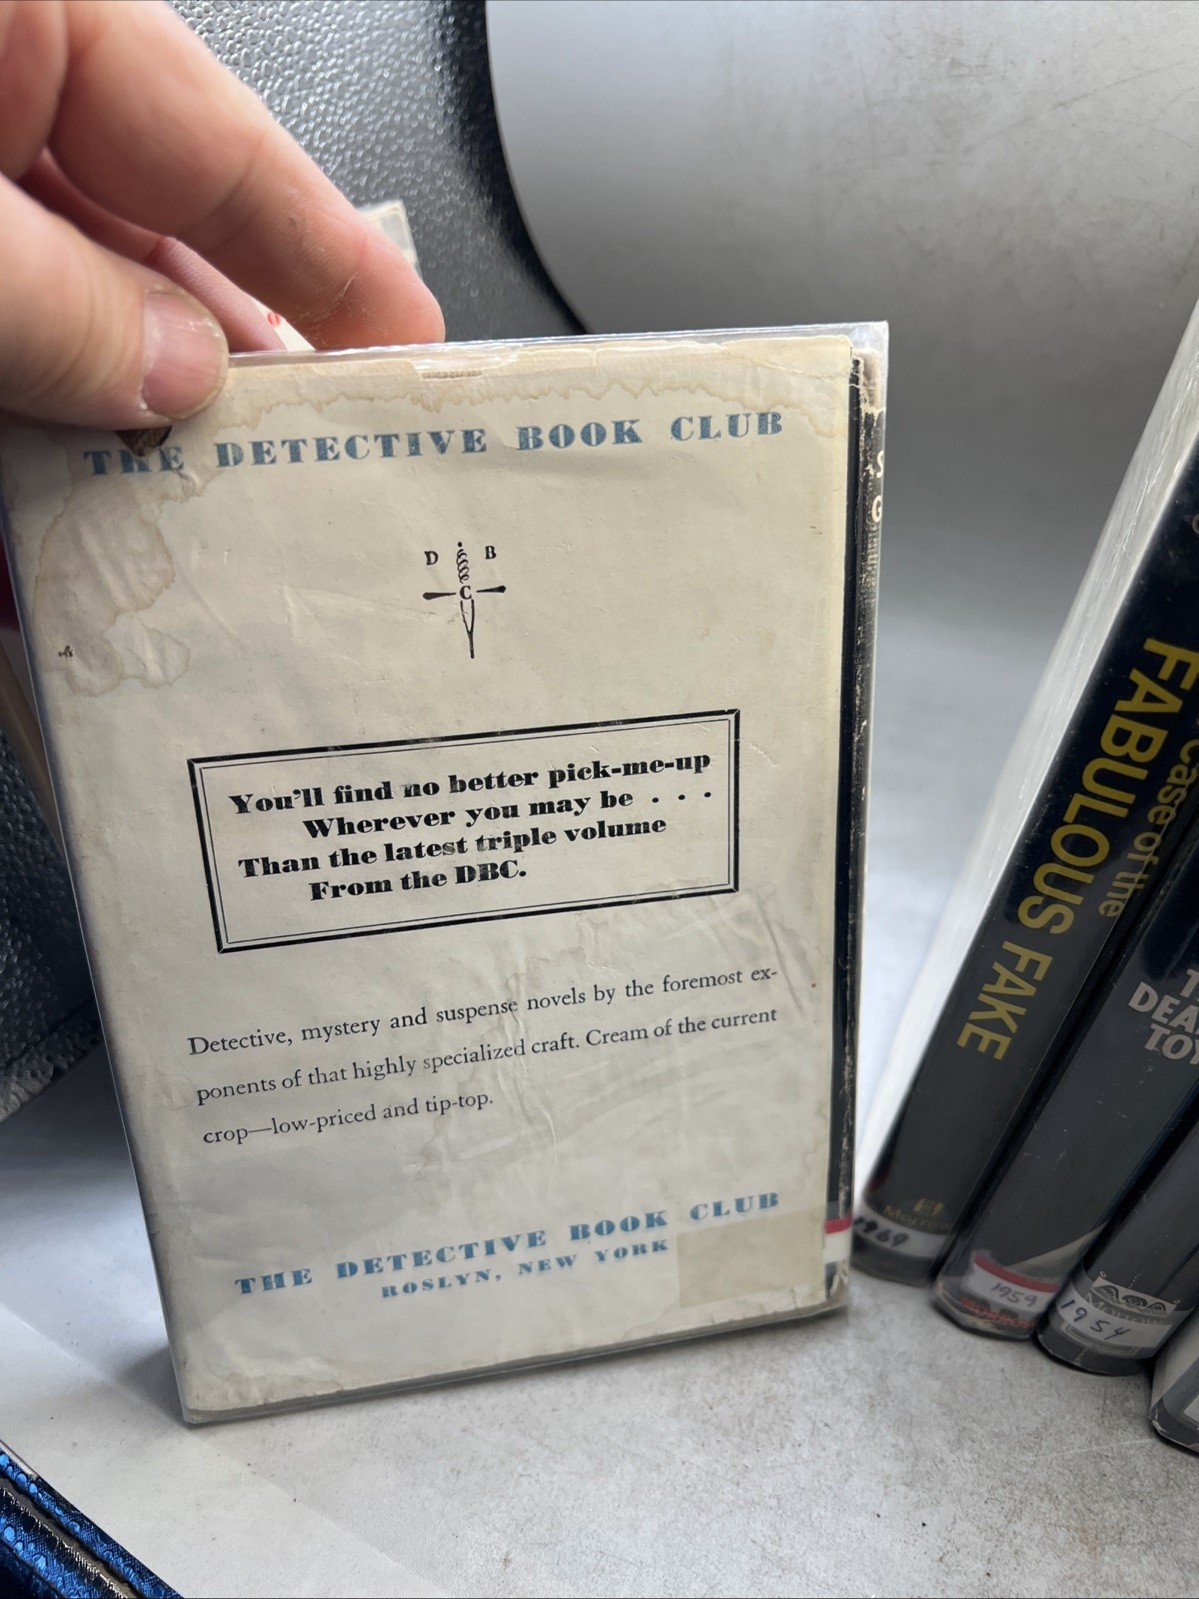 THE DETECTIVE BOOK CLUB
D B
C
You'll find no better pick-me-up
Wherever you may be . . .
Than the latest triple volume
From the DBC.
Detective, mystery and suspense novels by the foremost ex-
ponents of that highly specialized craft. Cream of the current
crop—low-priced and tip-top.
THE DETECTIVE BOOK CLUB
ROSLYN, NEW YORK
S
G
Case of the
FABULOUS FAKE
Morrow
1969
DEA
TO
1959
1954